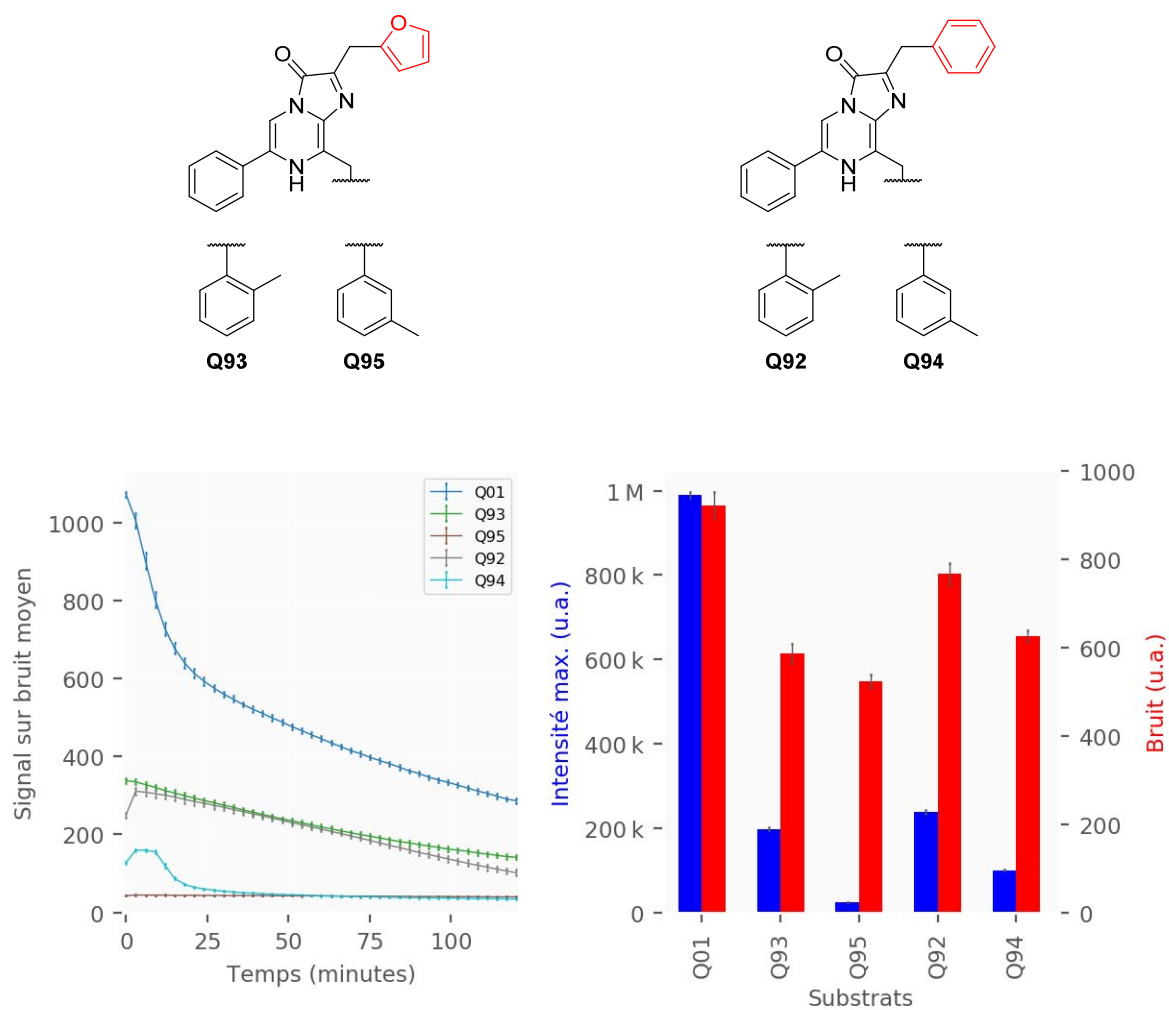 O
O
N
N
N
H
Q93
Q95
O
N
N
N
H
Q92
Q94
Signal sur bruit moyen
1000
800
600
400
200
0
0 25 50 75 100
Temps (minutes)
Q01
Q93
Q95
Q92
Q94
Intensité max. (u.a.)
1 M
800 k
600 k
400 k
200 k
0
Q01 Q93 Q95 Q92 Q94
Substrats
1000
800
600
400
200
0
Bruit (u.a.)